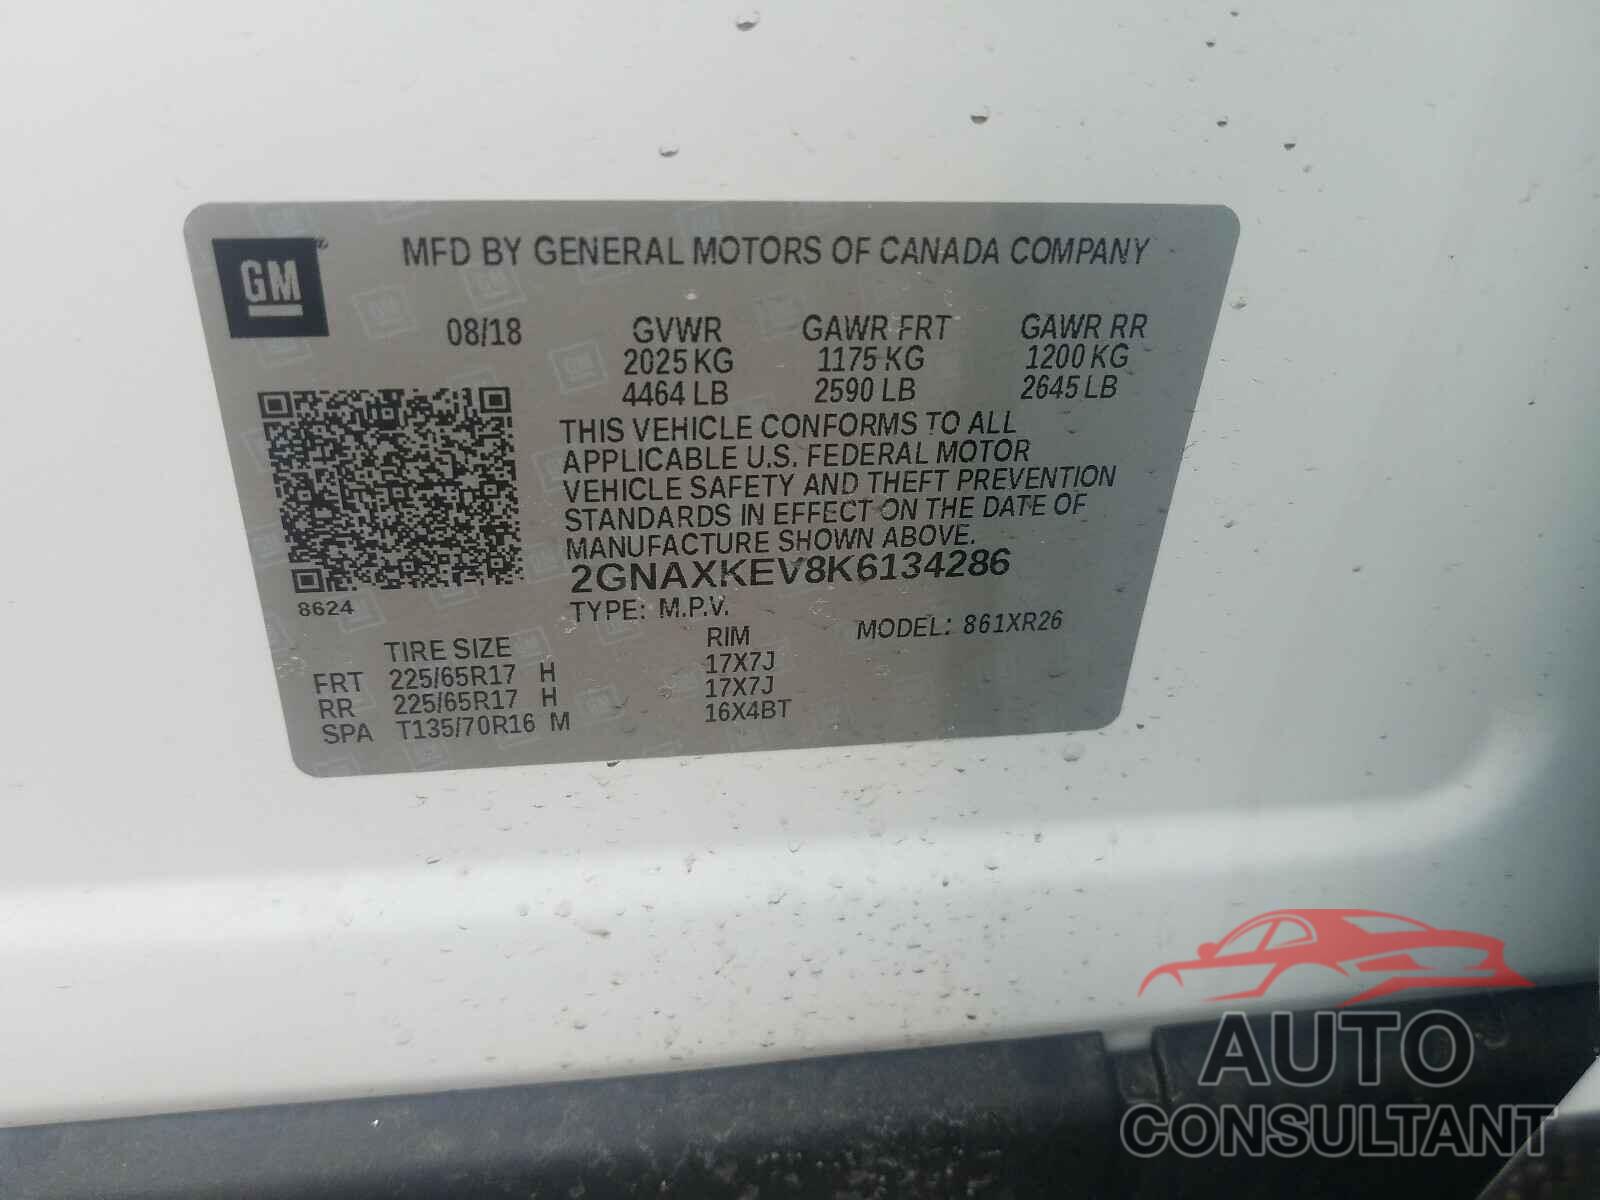 GM
MFD BY GENERAL MOTORS OF CANADA COMPANY
08/18 GVWR GAWR FRT GAWR RR
2025 KG 1175 KG 1200 KG
4464 LB 2590 LB 2645 LB
THIS VEHICLE CONFORMS TO ALL
APPLICABLE U.S. FEDERAL MOTOR
VEHICLE SAFETY AND THEFT PREVENTION
STANDARDS IN EFFECT ON THE DATE OF
MANUFACTURE SHOWN ABOVE.
2GNAXKEV8K6134286
8624
TYPE: M.P.V. MODEL: 861XR26
TIRE SIZE RIM
FRT 225/65R17 H 17X7J
RR 225/65R17 H 17X7J
SPA T135/70R16 M 16X4BT
AUTO
CONSULTANT